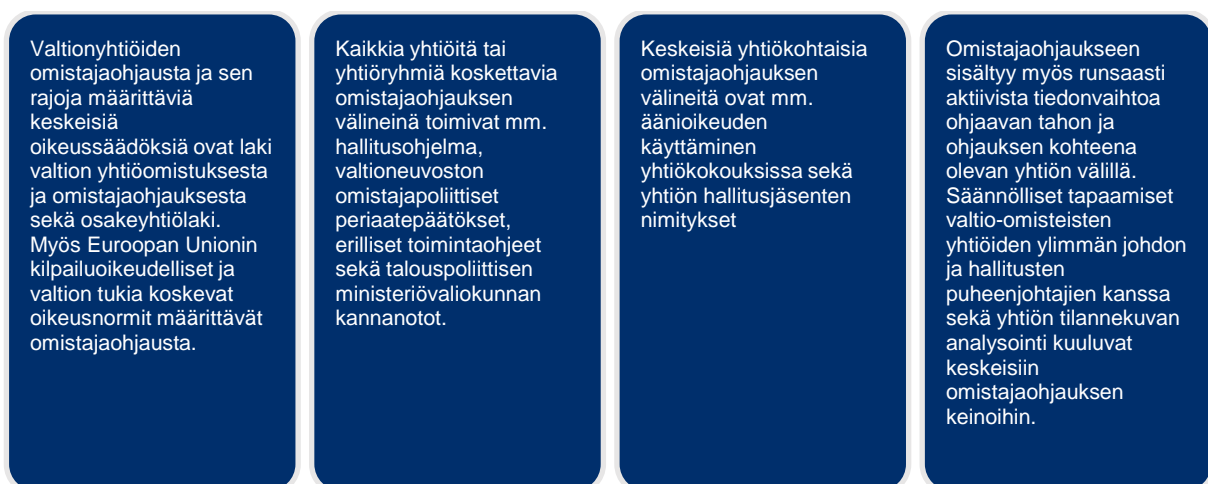 Valtionyhtiöiden
omistajaohjausta ja sen
rajoja määrittäviä
keskeisiä
oikeussäädöksiä ovat laki
valtion yhtiöomistuksesta
ja omistajaohjauksesta
sekä osakeyhtiölaki.
Myös Euroopan Unionin
kilpailuoikeudelliset ja
valtion tukia koskevat
oikeusnormit määrittävät
omistajaohjausta.
Kaikkia yhtiöitä tai
yhtiöryhmiä koskettavia
omistajaohjauksen
välineinä toimivat mm.
hallitusohjelma,
valtioneuvoston
omistajapoliittiset
periaatepäätökset,
erilliset toimintaohjeet
sekä talouspoliittisen
ministeriövaliokunnan
kannanotot.
Keskeisiä yhtiökohtaisia
omistajaohjauksen
välineitä ovat mm.
äänioikeuden
käyttäminen
yhtiökokouksissa sekä
yhtiön hallitusjäsenten
nimitykset
Omistajaohjaukseen
sisältyy myös runsaasti
aktiivista tiedonvaihtoa
ohjaavan tahon ja
ohjauksen kohteena
olevan yhtiön välillä.
Säännölliset tapaamiset
valtio-omisteisten
yhtiöiden ylimmän johdon
ja hallitusten
puheenjohtajien kanssa
sekä yhtiön tilannekuvan
analysointi kuuluvat
keskeisiin
omistajaohjauksen
keinoihin.